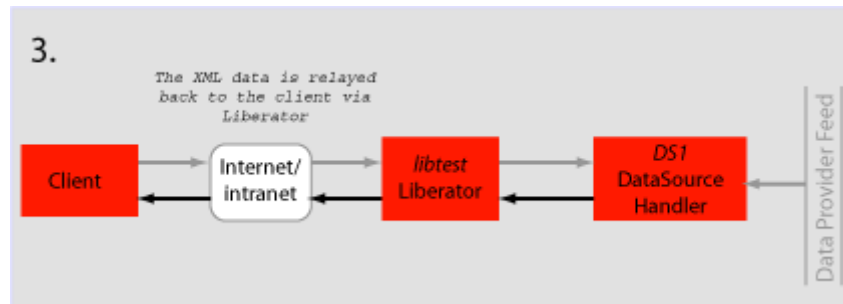 3.
The XML data is relayed
back to the client via
Liberator
Client
Internet/
intranet
libtest
Liberator
DS1
DataSource
Handler
Data Provider Feed